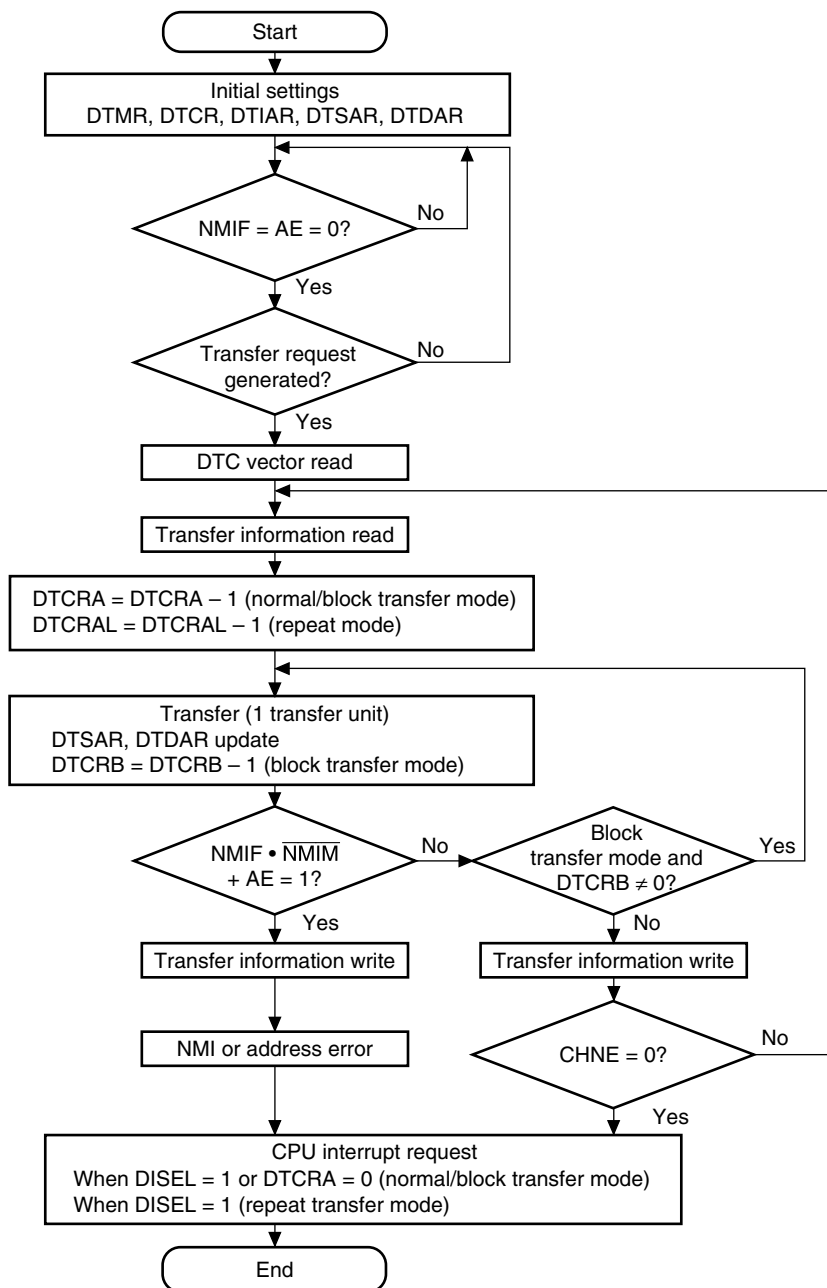 Start
Initial settings
DTMR, DTCR, DTIAR, DTSAR, DTDAR
NMIF = AE = 0?
No
Yes
Transfer request
generated?
No
Yes
DTC vector read
Transfer information read
DTCRA = DTCRA – 1 (normal/block transfer mode)
DTCRAL = DTCRAL – 1 (repeat mode)
Transfer (1 transfer unit)
DTSAR, DTDAR update
DTCRB = DTCRB – 1 (block transfer mode)
NMIF • N̅M̅I̅M̅
+ AE = 1?
No
Yes
Block
transfer mode and
DTCRB ≠ 0?
Yes
No
Transfer information write
Transfer information write
NMI or address error
CHNE = 0?
No
Yes
CPU interrupt request
When DISEL = 1 or DTCRA = 0 (normal/block transfer mode)
When DISEL = 1 (repeat transfer mode)
End